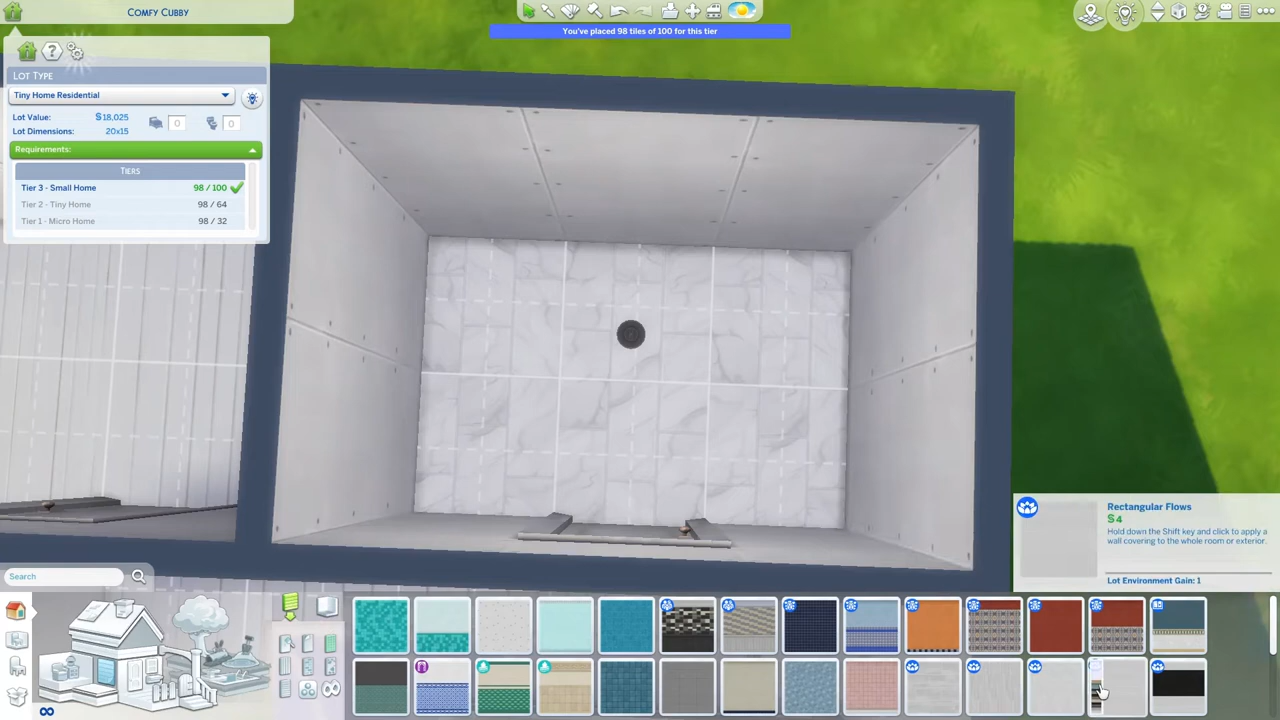 COMFY CUBBY
You've placed 98 tiles of 100 for this tier
LOT TYPE
Tiny Home Residential
Lot Value: §18,025
0
0
Lot Dimensions: 20x15
Requirements:
TIERS
Tier 3 - Small Home 98 / 100
Tier 2 - Tiny Home 98 / 64
Tier 1 - Micro Home 98 / 32
Rectangular Flows
§4
Hold down the Shift key and click to apply a
wall covering to the whole room or exterior.
Lot Environment Gain: 1
Search